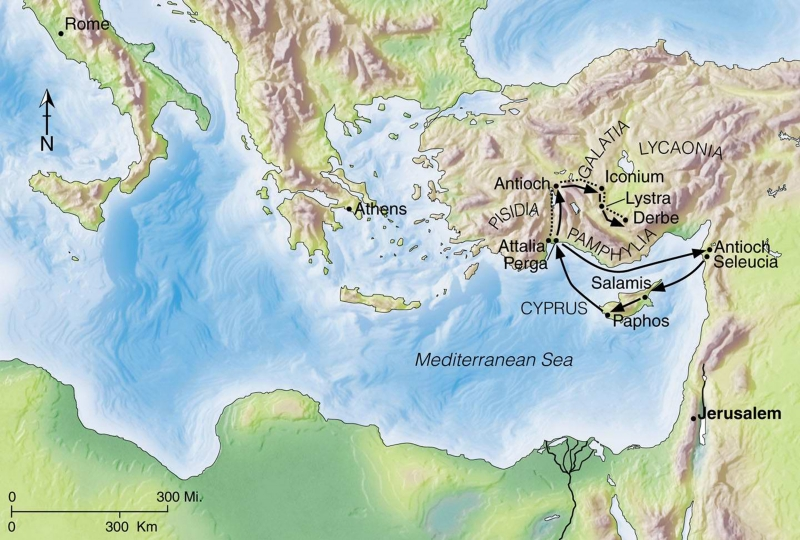 Rome
N
GALATIA
LYCAONIA
Iconium
Antioch
Lystra
PISIDIA
Derbe
Athens
PAMPHYLIA
Attalia
Perga
Antioch
Seleucia
Salamis
CYPRUS
Paphos
Mediterranean Sea
Jerusalem
0 300 Mi.
0 300 Km